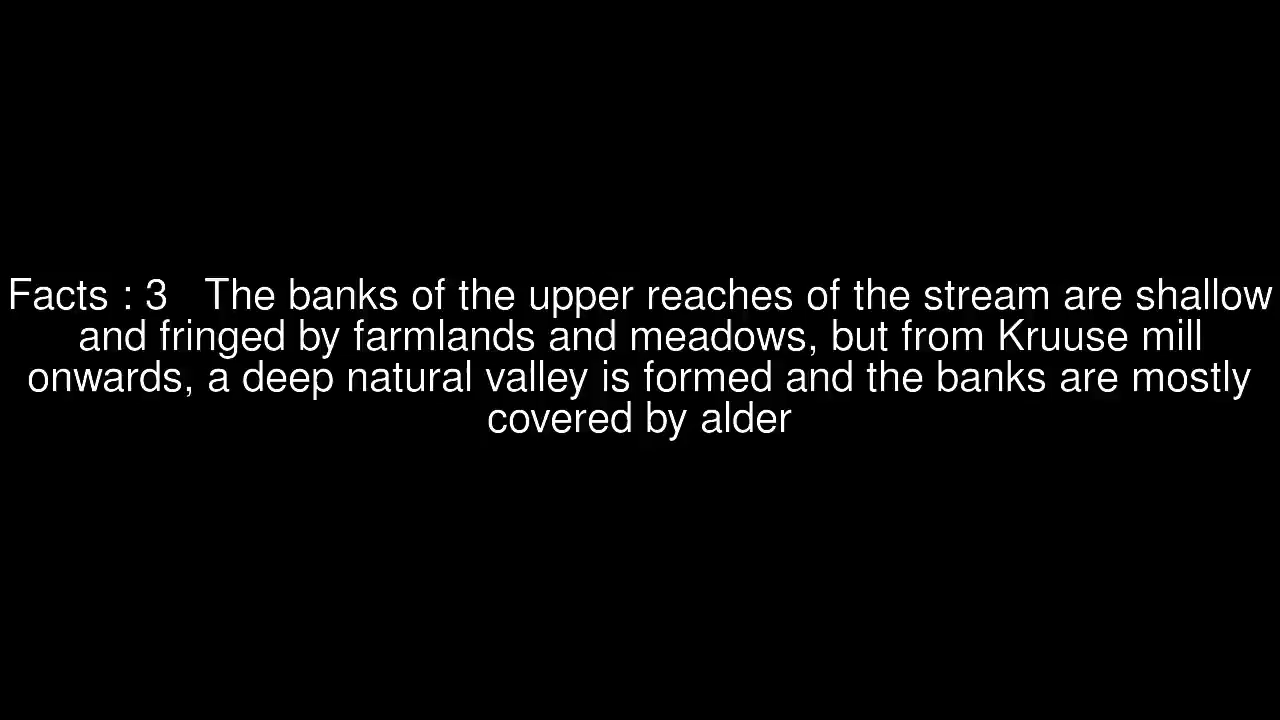 Facts : 3   The banks of the upper reaches of the stream are shallow
and fringed by farmlands and meadows, but from Kruuse mill
onwards, a deep natural valley is formed and the banks are mostly
covered by alder